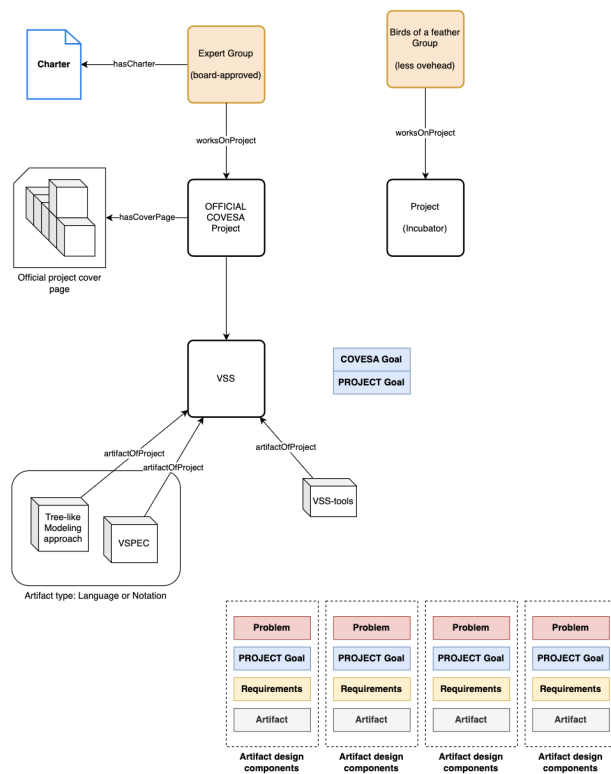 Charter
hasCharter
Expert Group
(board-approved)
Birds of a feather
Group
(less ovehead)
worksOnProject
worksOnProject
OFFICIAL
COVESA
Project
hasCoverPage
Official project cover
page
Project
(Incubator)
VSS
COVESA Goal
PROJECT Goal
artifactOfProject
artifactOfProject
artifactOfProject
Tree-like
Modeling
approach
VSPEC
VSS-tools
Artifact type: Language or Notation
Problem
PROJECT Goal
Requirements
Artifact
Artifact design
components
Problem
PROJECT Goal
Requirements
Artifact
Artifact design
components
Problem
PROJECT Goal
Requirements
Artifact
Artifact design
components
Problem
PROJECT Goal
Requirements
Artifact
Artifact design
components